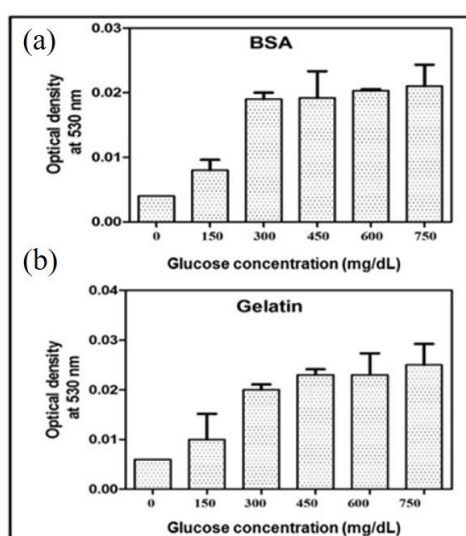 (a)
BSA
Optical density
at 530 nm
0.03
0.02
0.01
0.00
0 150 300 450 600 750
Glucose concentration (mg/dL)
(b)
Gelatin
Optical density
at 530 nm
0.04
0.03
0.02
0.01
0.00
0 150 300 450 600 750
Glucose concentration (mg/dL)